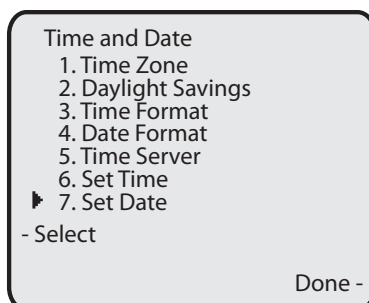 Time and Date
1. Time Zone
2. Daylight Savings
3. Time Format
4. Date Format
5. Time Server
6. Set Time
7. Set Date
- Select
Done -